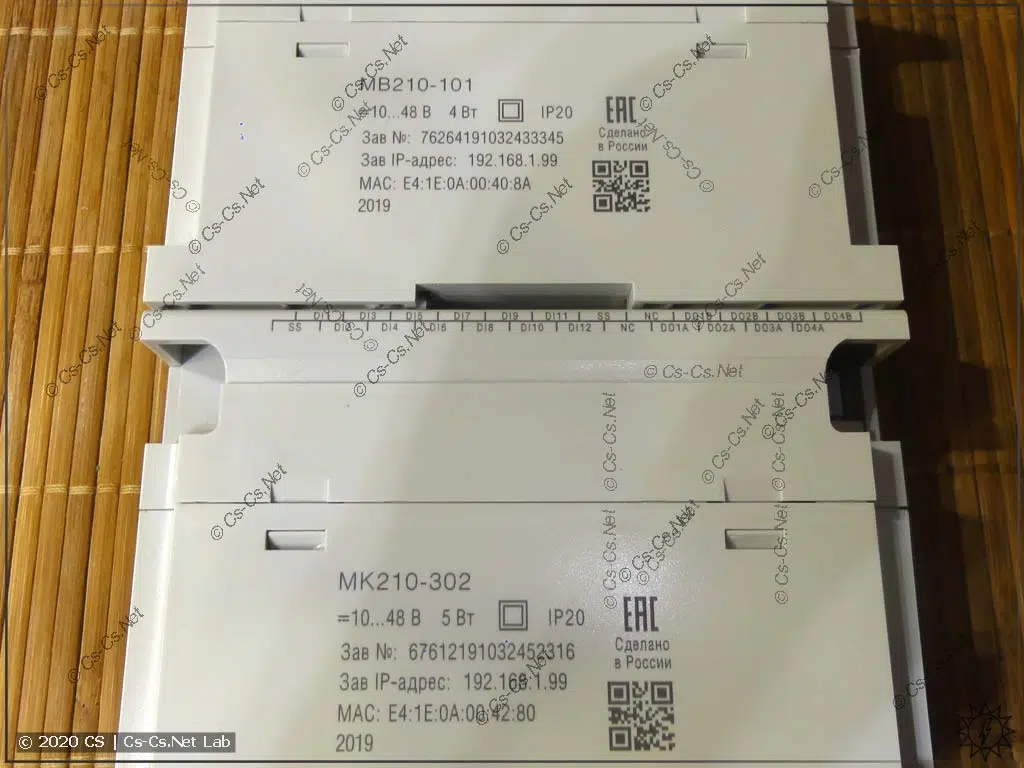 МВ210-101
=10...48 В 4 Вт IP20 EAC
Сделано
в России
Зав №: 76264191032433345
Зав IP-адрес: 192.168.1.99
MAC: E4:1E:0A:00:40:8A
2019
DI1 DI3 DI5 DI7 DI9 DI11 SS NC DO1B DO2B DO3B DO4B
SS DI2 DI4 DI6 DI8 DI10 DI12 NC DO1A DO2A DO3A DO4A
МК210-302
=10...48 В 5 Вт IP20 EAC
Сделано
в России
Зав №: 67612191032452316
Зав IP-адрес: 192.168.1.99
MAC: E4:1E:0A:00:42:80
2019
© Cs-Cs.Net
© 2020 CS | Cs-Cs.Net Lab